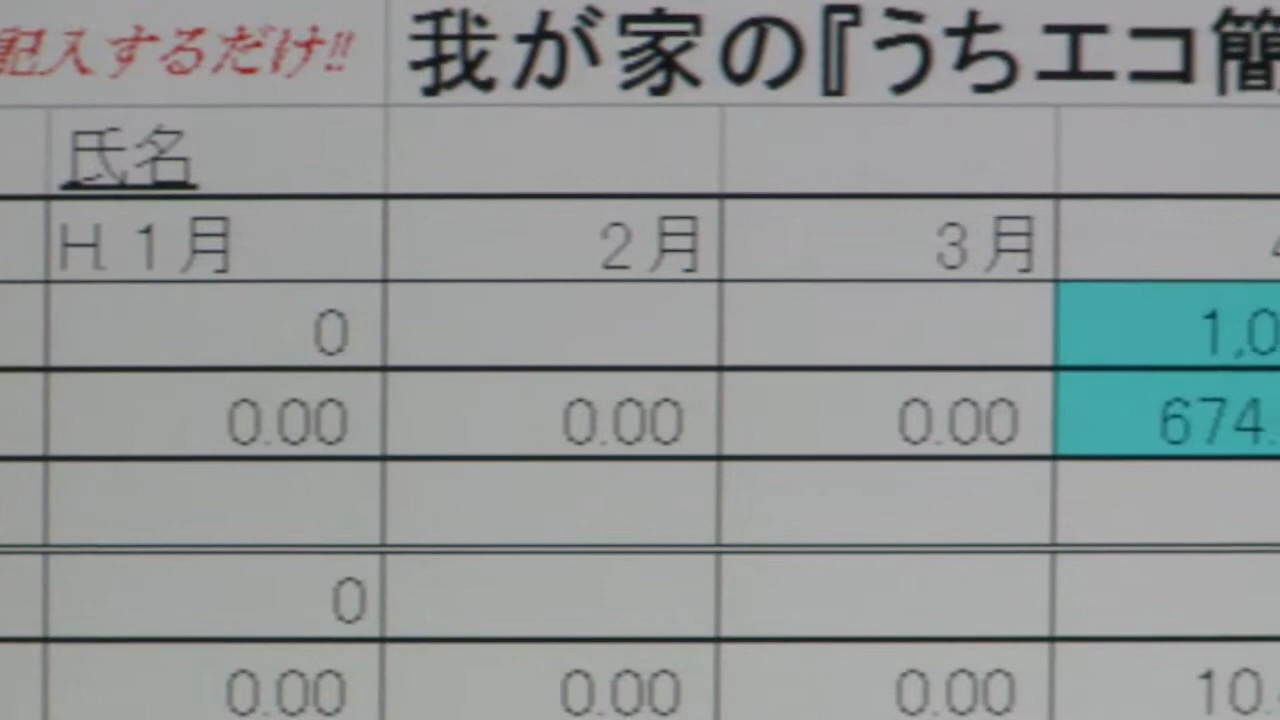 記入するだけ!! 我が家の『うちエコ簡
氏名
H 1月 2月 3月 4
0 1,0
0.00 0.00 0.00 674.
0
0.00 0.00 0.00 10.